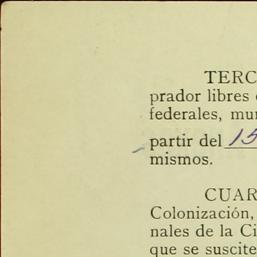 TERC
prador libres
federales, mu
partir del 15
mismos.
CUAR
Colonización,
nales de la Ci
que se suscite